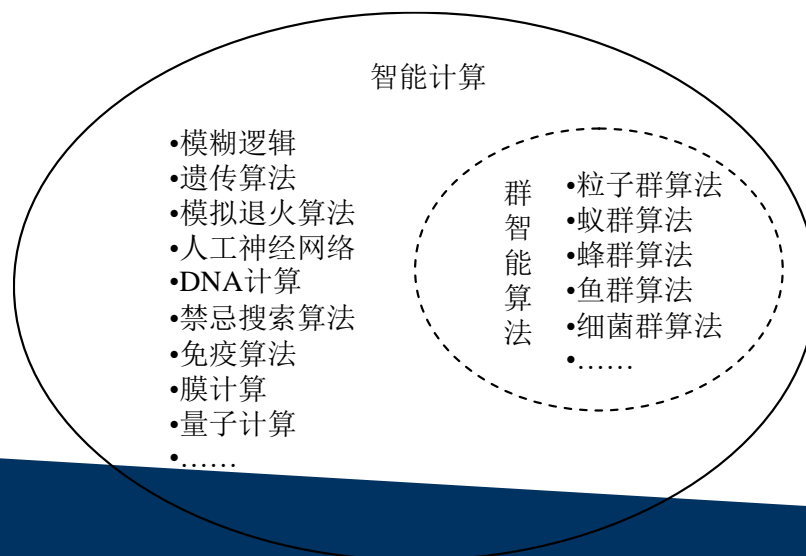 智能计算
•模糊逻辑
•遗传算法
•模拟退火算法
•人工神经网络
•DNA计算
•禁忌搜索算法
•免疫算法
•膜计算
•量子计算
•……
群智能算法
•粒子群算法
•蚁群算法
•蜂群算法
•鱼群算法
•细菌群算法
•……